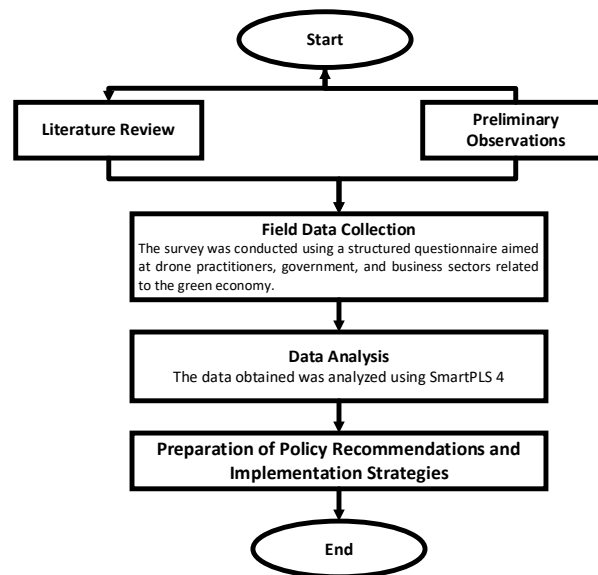 Start
Literature Review
Preliminary
Observations
Field Data Collection
The survey was conducted using a structured questionnaire aimed
at drone practitioners, government, and business sectors related
to the green economy.
Data Analysis
The data obtained was analyzed using SmartPLS 4
Preparation of Policy Recommendations and
Implementation Strategies
End